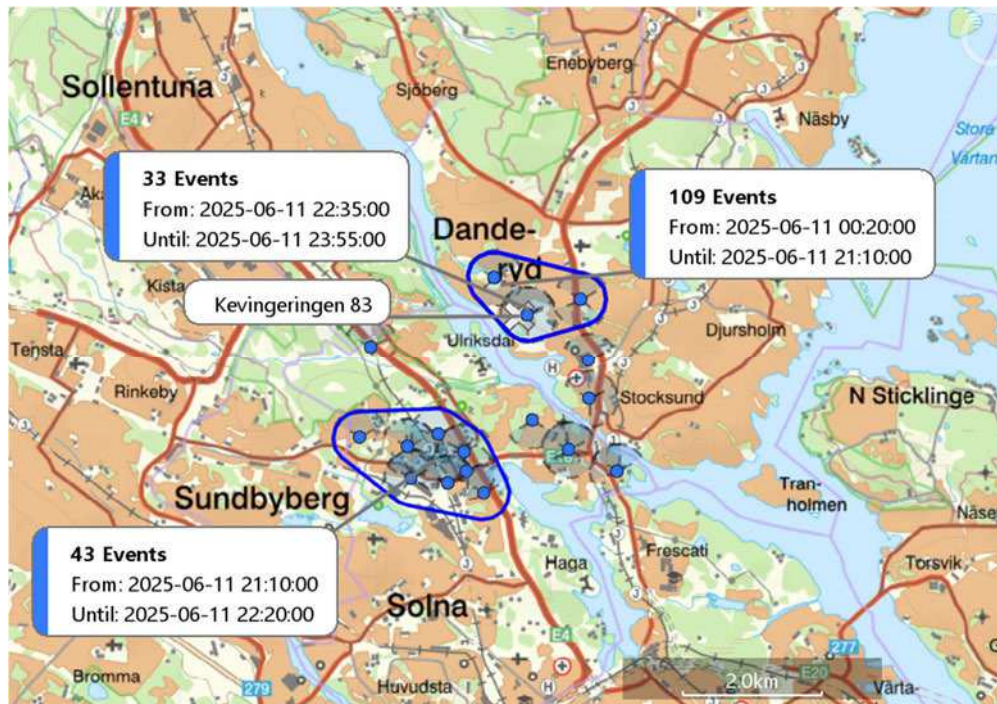 Sollentuna
E4
J
Sjöberg
Enebyberg
Näsby
Stora
Värtan
33 Events
From: 2025-06-11 22:35:00
Until: 2025-06-11 23:55:00
109 Events
From: 2025-06-11 00:20:00
Until: 2025-06-11 21:10:00
Dande-
ryd
Kista
Kevingeringen 83
Ulriksdal
Djursholm
Tensta
Rinkeby
H
Stocksund
N Sticklinge
Sundbyberg
Tran-
holmen
43 Events
From: 2025-06-11 21:10:00
Until: 2025-06-11 22:20:00
Haga
Frescati
Torsvik
Solna
E4
277
E20
Bromma
279
Huvudsta
H
2.0km
Värta-